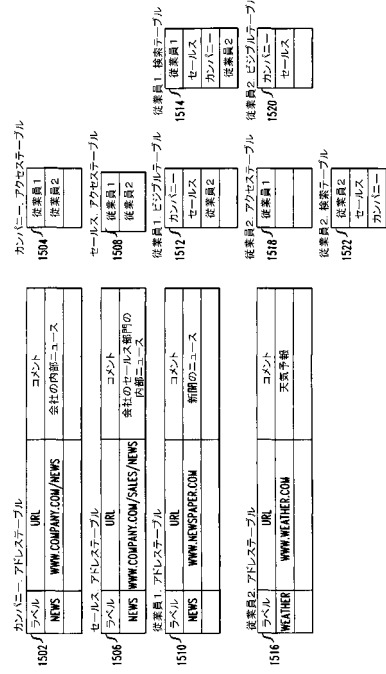 カンパニー. アドレステーブル
ラベル URL コメント
NEWS WWW.COMPANY.COM/NEWS 会社の内部ニュース
1502
カンパニー. アクセステーブル
従業員1
従業員2
1504
セールス. アドレステーブル
ラベル URL コメント
NEWS WWW.COMPANY.COM/SALES/NEWS 会社のセールス部門の
内部ニュース
1506
セールス. アクセステーブル
従業員1
従業員2
1508
従業員1. アドレステーブル
ラベル URL コメント
NEWS WWW.NEWSPAPER.COM 新聞のニュース
1510
従業員1. ビジブルテーブル
カンパニー
セールス
従業員2
1512
従業員1. 検索テーブル
従業員1
セールス
カンパニー
従業員2
1514
従業員2. アドレステーブル
ラベル URL コメント
WEATHER WWW.WEATHER.COM 天気予報
1516
従業員2. アクセステーブル
従業員1
1518
従業員2. ビジブルテーブル
カンパニー
セールス
1520
従業員2. 検索テーブル
従業員2
セールス
カンパニー
1522